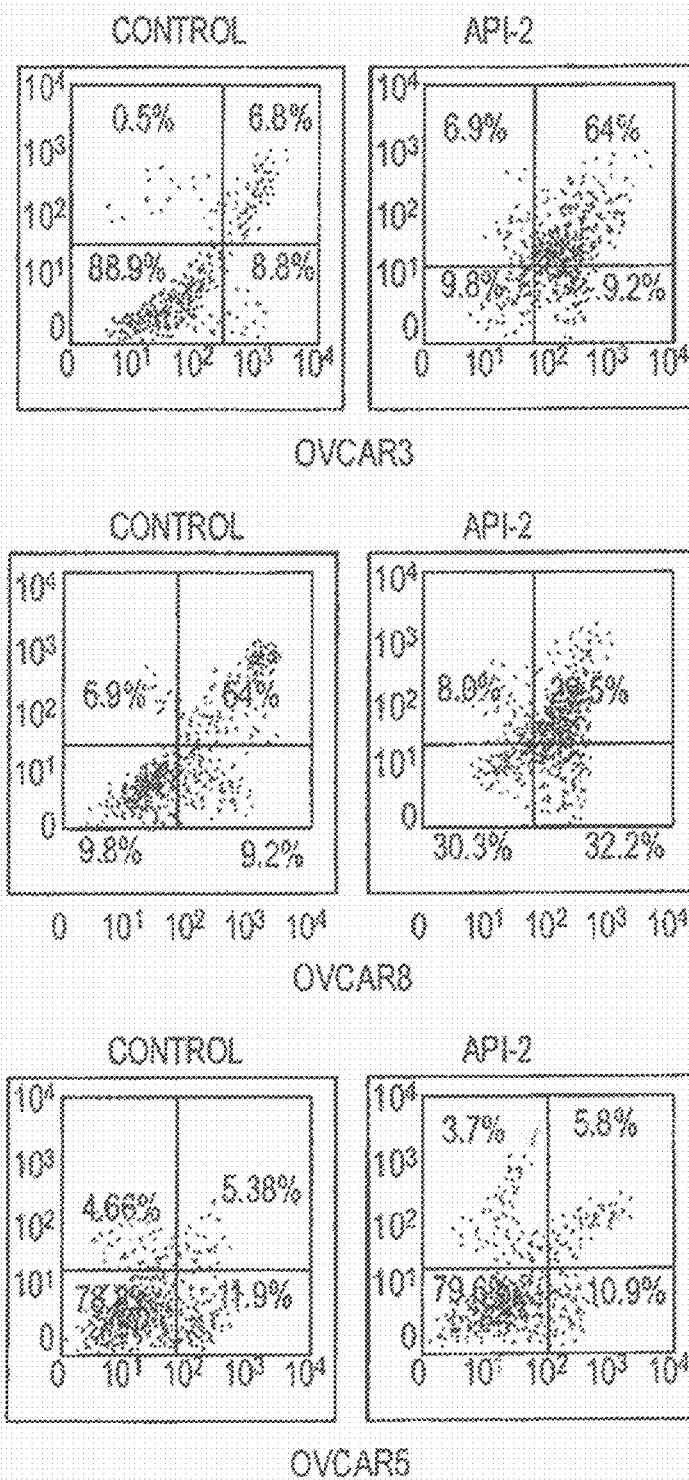 CONTROL API-2
10⁴ 10⁴
0.5% 6.8% 6.9% 64%
10³ 10³
10² 10²
10¹ 88.9% 8.8% 10¹ 9.8% 9.2%
0 0
0 10¹ 10² 10³ 10⁴ 0 10¹ 10² 10³ 10⁴
OVCAR3
CONTROL API-2
10⁴ 10⁴
10³ 10³
6.9% 64%
10² 10²
10¹ 10¹
0 0
9.8% 9.2% 30.3% 32.2%
0 10¹ 10² 10³ 10⁴ 0 10¹ 10² 10³ 10⁴
OVCAR8
CONTROL API-2
10⁴ 10⁴
3.7% 5.8%
10³ 10³
4.66% 5.38%
10² 10²
10¹ 11.9% 10¹ 79.6% 10.9%
0 0
0 10¹ 10² 10³ 10⁴ 0 10¹ 10² 10³ 10⁴
OVCAR5